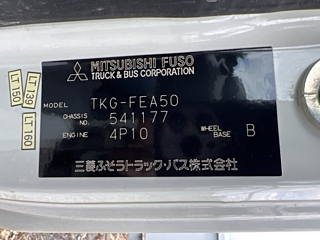 MITSUBISHI FUSO
TRUCK & BUS CORPORATION
MODEL TKG-FEA50
CHASSIS NO. 541177
ENGINE 4P10 WHEEL BASE B
三菱ふそうトラック・バス株式会社
LT 150
LT 139
LT 160